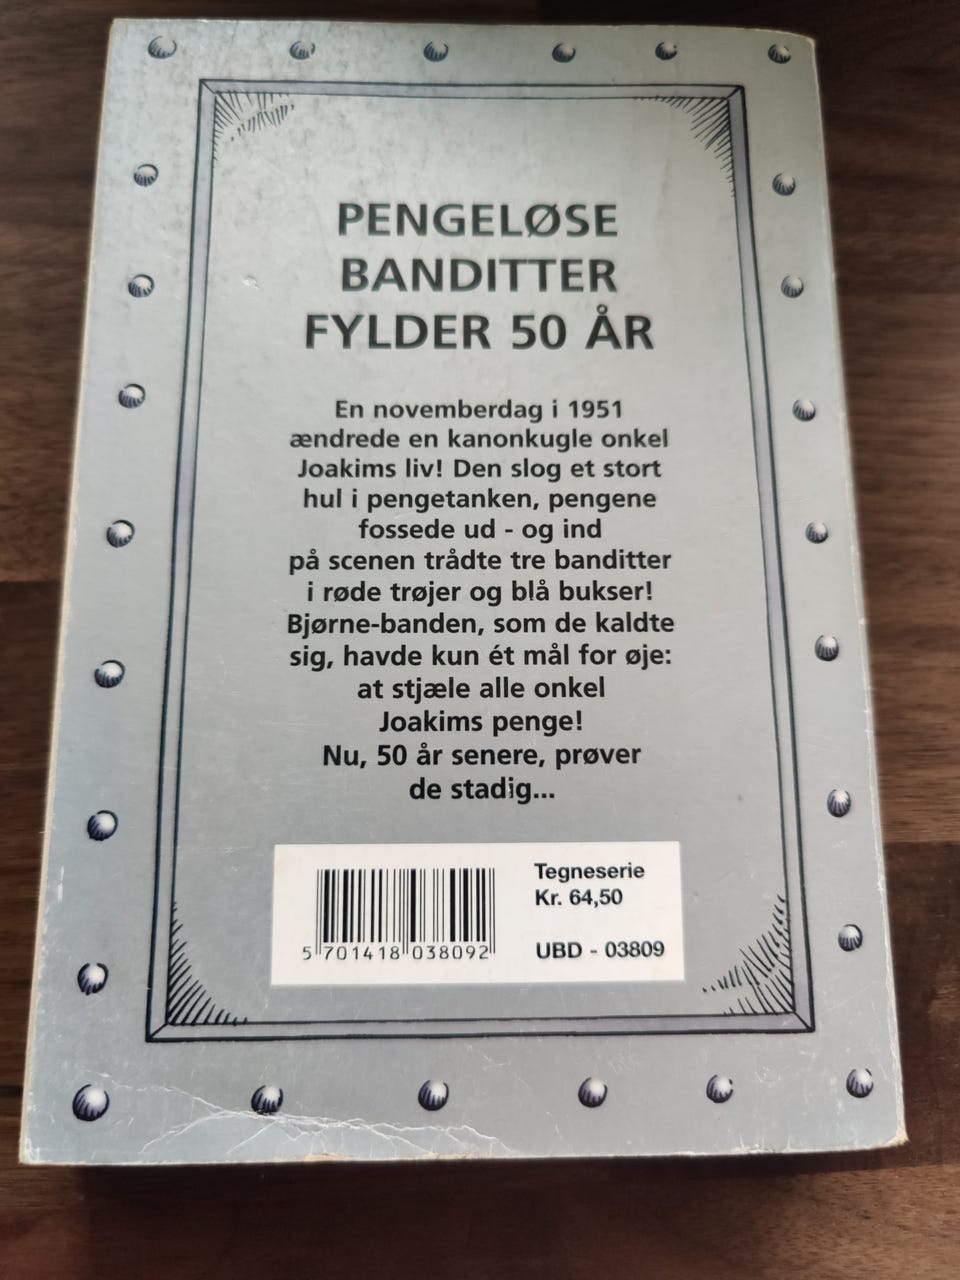 PENGELØSE
BANDITTER
FYLDER 50 ÅR
En novemberdag i 1951
ændrede en kanonkugle onkel
Joakims liv! Den slog et stort
hul i pengetanken, pengene
fossede ud - og ind
på scenen trådte tre banditter
i røde trøjer og blå bukser!
Bjørne-banden, som de kaldte
sig, havde kun ét mål for øje:
at stjæle alle onkel
Joakims penge!
Nu, 50 år senere, prøver
de stadig...
Tegneserie
Kr. 64,50
UBD - 03809
5 701418 038092